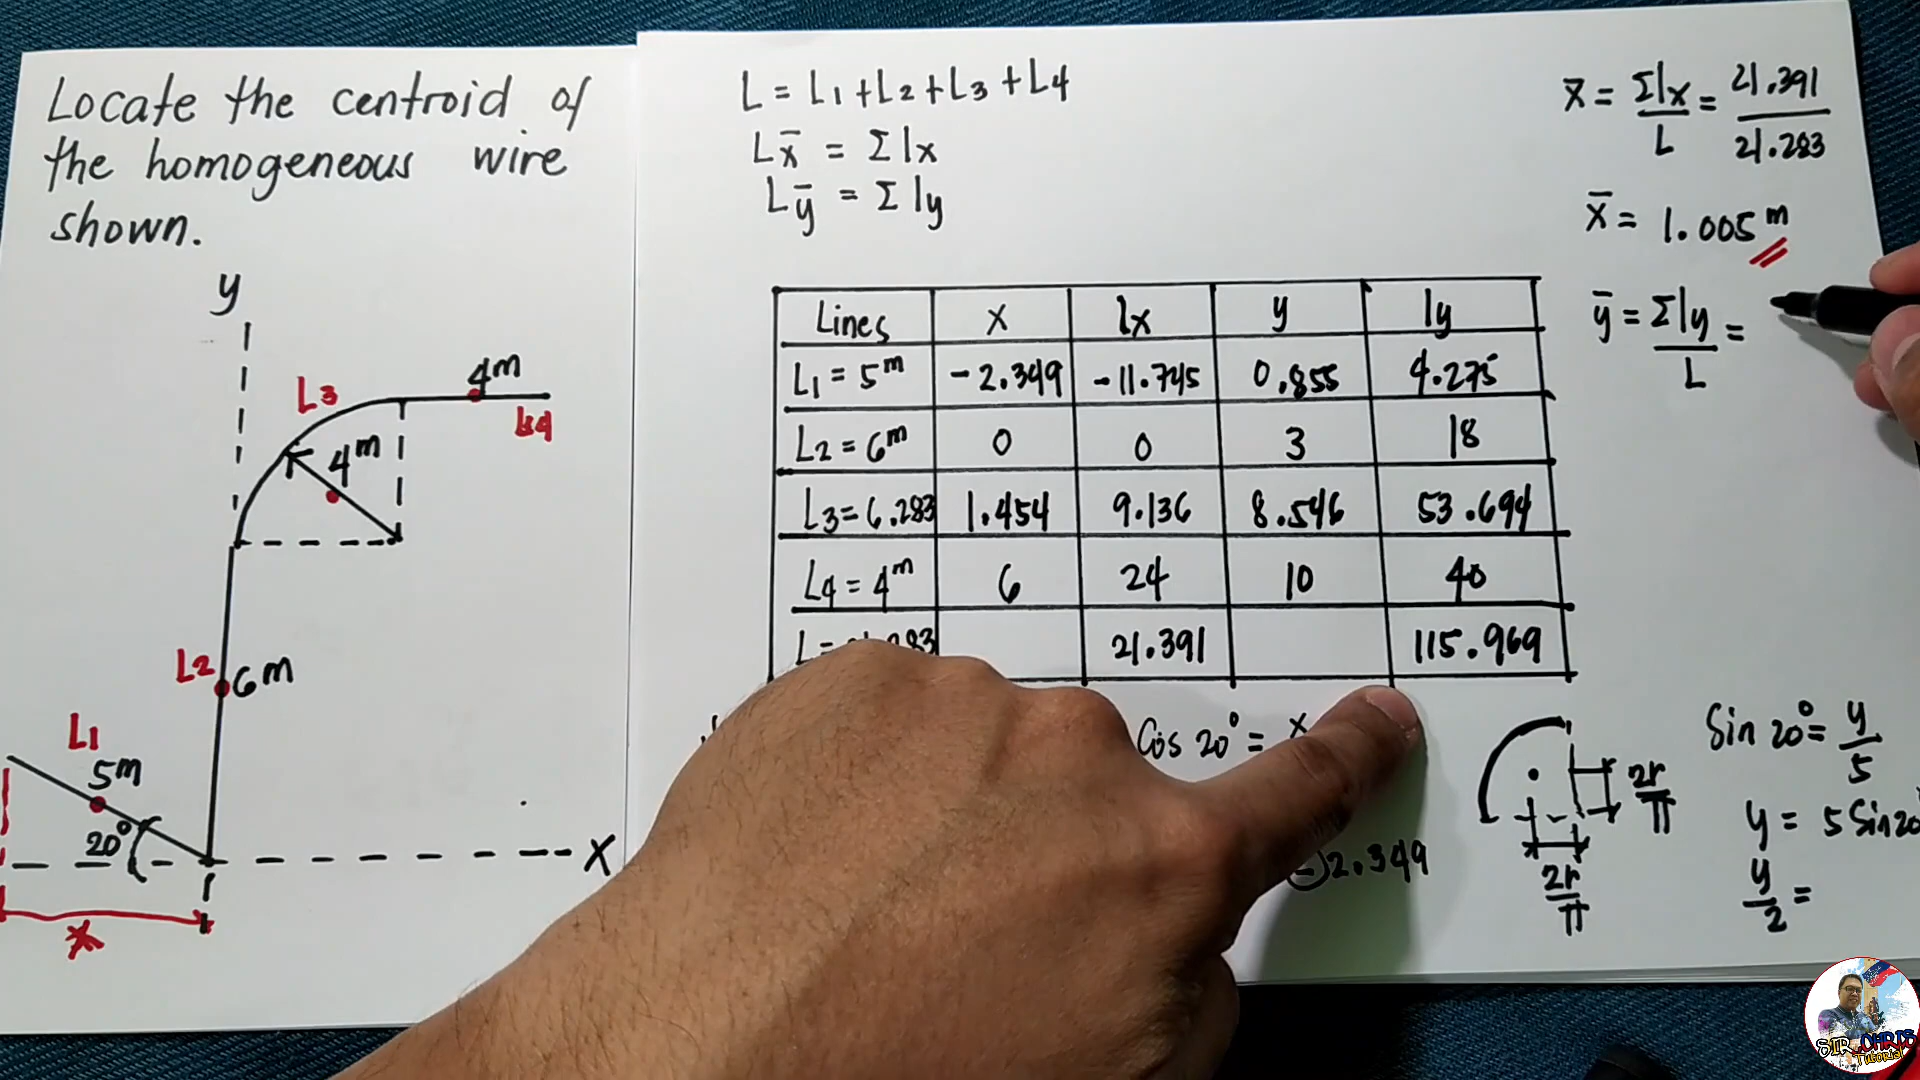 Locate the centroid of
the homogeneous wire
shown.
y
L3
4m
L4
4m
L2
6m
L1
5m
20°
X
x
L = L1 + L2 + L3 + L4
Lx̄ = Σlx
Lȳ = Σly
Lines x lx y ly
L1 = 5m -2.349 -11.745 0.855 4.275
L2 = 6m 0 0 3 18
L3 = 6.283 1.454 9.136 8.546 53.694
L4 = 4m 6 24 10 40
L= 21.391 115.969
Cos 20° = x
-2.349
2r
π
2r
π
x̄ = Σlx = 21.391
L 21.283
x̄ = 1.005m
ȳ = Σly =
L
Sin 20° = y
5
y = 5 Sin 20
y =
2
SIR CHRIS
TUTORIAL